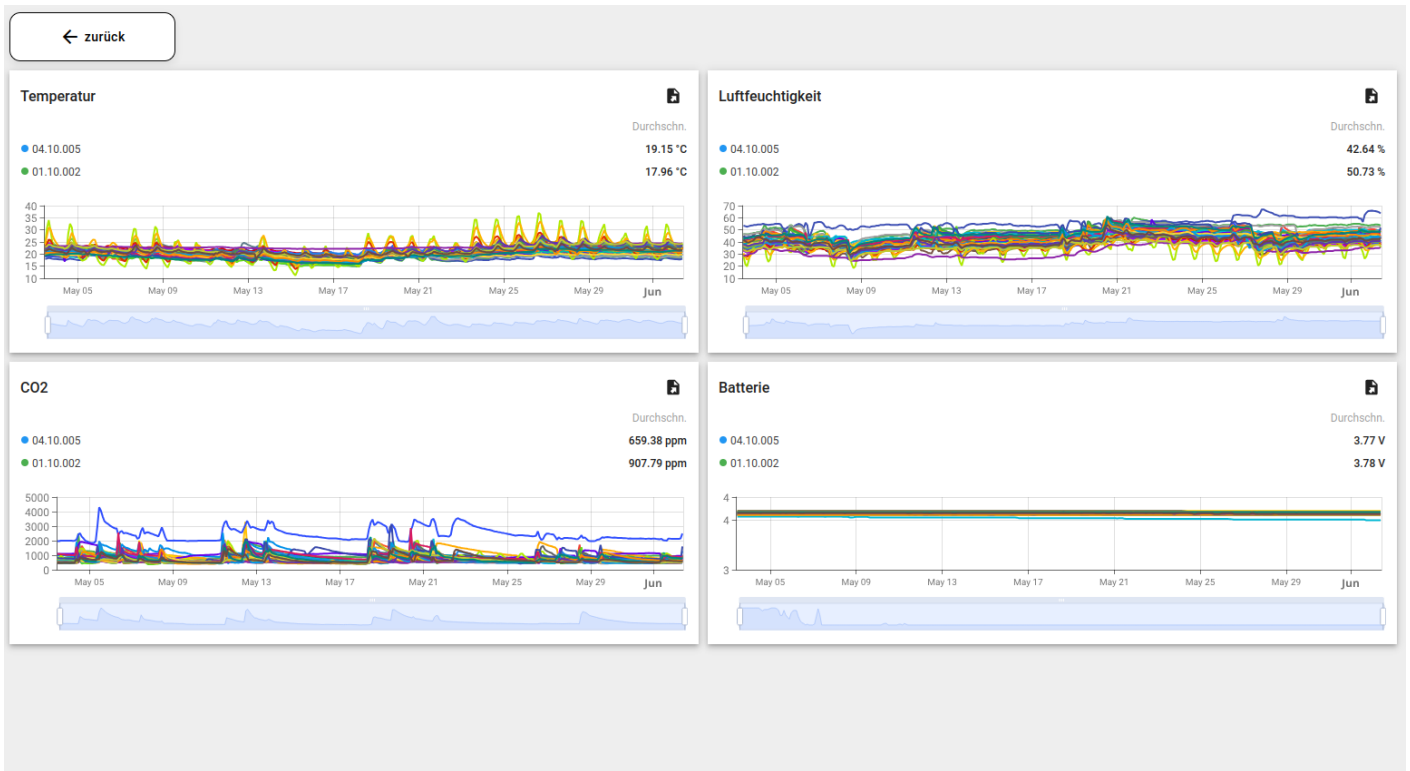 zurück
Temperatur
Durchschn.
04.10.005 19.15 °C
01.10.002 17.96 °C
40
35
30
25
20
15
10
May 05 May 09 May 13 May 17 May 21 May 25 May 29 Jun
Luftfeuchtigkeit
Durchschn.
04.10.005 42.64 %
01.10.002 50.73 %
70
60
50
40
30
20
10
May 05 May 09 May 13 May 17 May 21 May 25 May 29 Jun
CO2
Durchschn.
04.10.005 659.38 ppm
01.10.002 907.79 ppm
5000
4000
3000
2000
1000
0
May 05 May 09 May 13 May 17 May 21 May 25 May 29 Jun
Batterie
Durchschn.
04.10.005 3.77 V
01.10.002 3.78 V
4
4
3
May 05 May 09 May 13 May 17 May 21 May 25 May 29 Jun